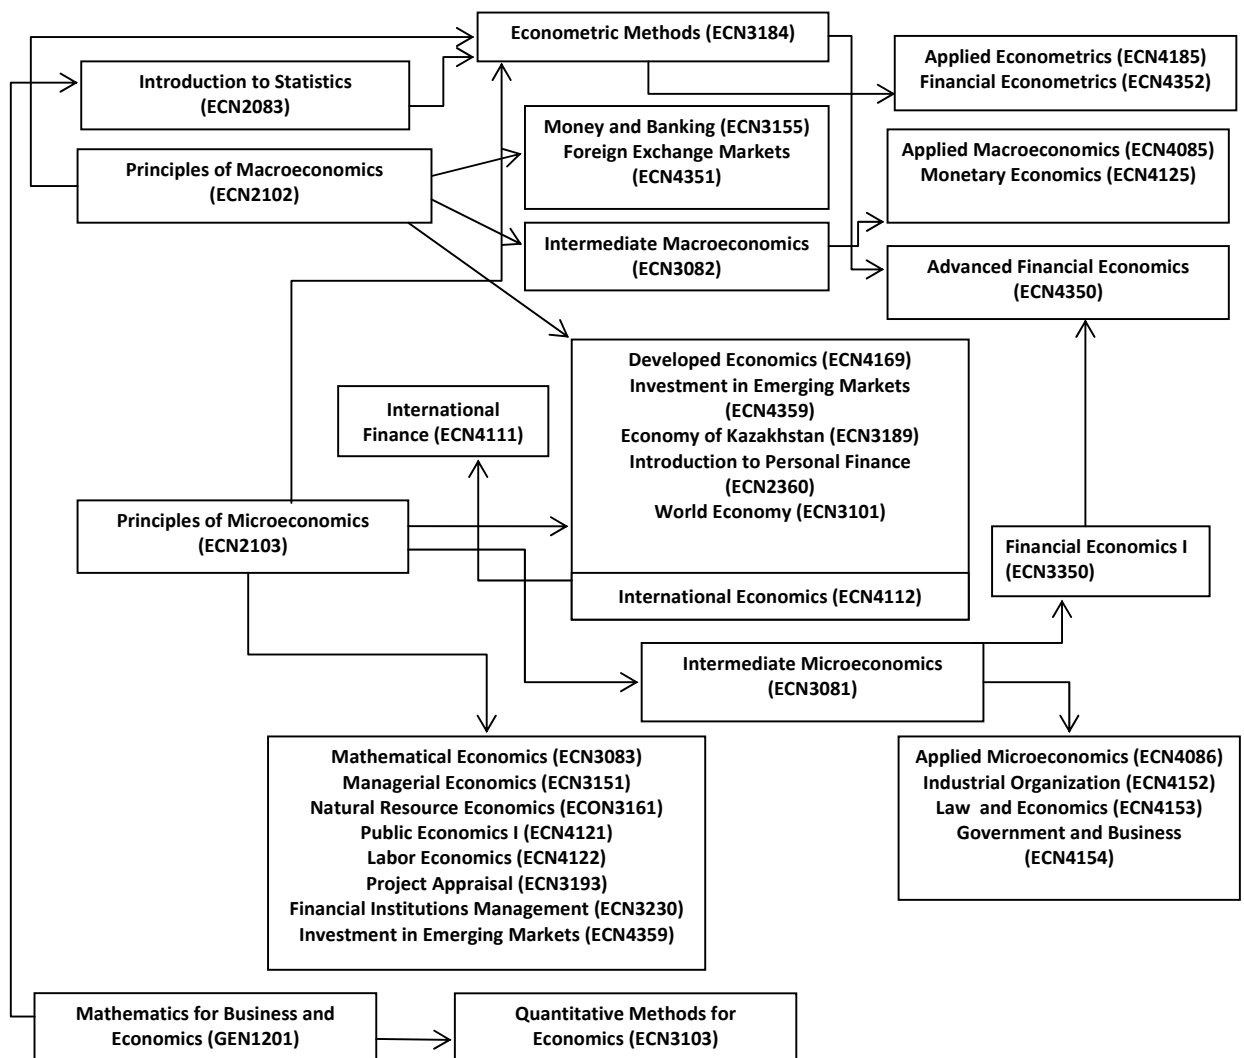 Econometric Methods (ECN3184)
Applied Econometrics (ECN4185)
Financial Econometrics (ECN4352)
Introduction to Statistics
(ECN2083)
Money and Banking (ECN3155)
Foreign Exchange Markets
(ECN4351)
Applied Macroeconomics (ECN4085)
Monetary Economics (ECN4125)
Principles of Macroeconomics
(ECN2102)
Intermediate Macroeconomics
(ECN3082)
Advanced Financial Economics
(ECN4350)
Developed Economics (ECN4169)
Investment in Emerging Markets
(ECN4359)
Economy of Kazakhstan (ECN3189)
Introduction to Personal Finance
(ECN2360)
World Economy (ECN3101)
International
Finance (ECN4111)
Principles of Microeconomics
(ECN2103)
Financial Economics I
(ECN3350)
International Economics (ECN4112)
Intermediate Microeconomics
(ECN3081)
Mathematical Economics (ECN3083)
Managerial Economics (ECN3151)
Natural Resource Economics (ECON3161)
Public Economics I (ECN4121)
Labor Economics (ECN4122)
Project Appraisal (ECN3193)
Financial Institutions Management (ECN3230)
Investment in Emerging Markets (ECN4359)
Applied Microeconomics (ECN4086)
Industrial Organization (ECN4152)
Law and Economics (ECN4153)
Government and Business
(ECN4154)
Mathematics for Business and
Economics (GEN1201)
Quantitative Methods for
Economics (ECN3103)